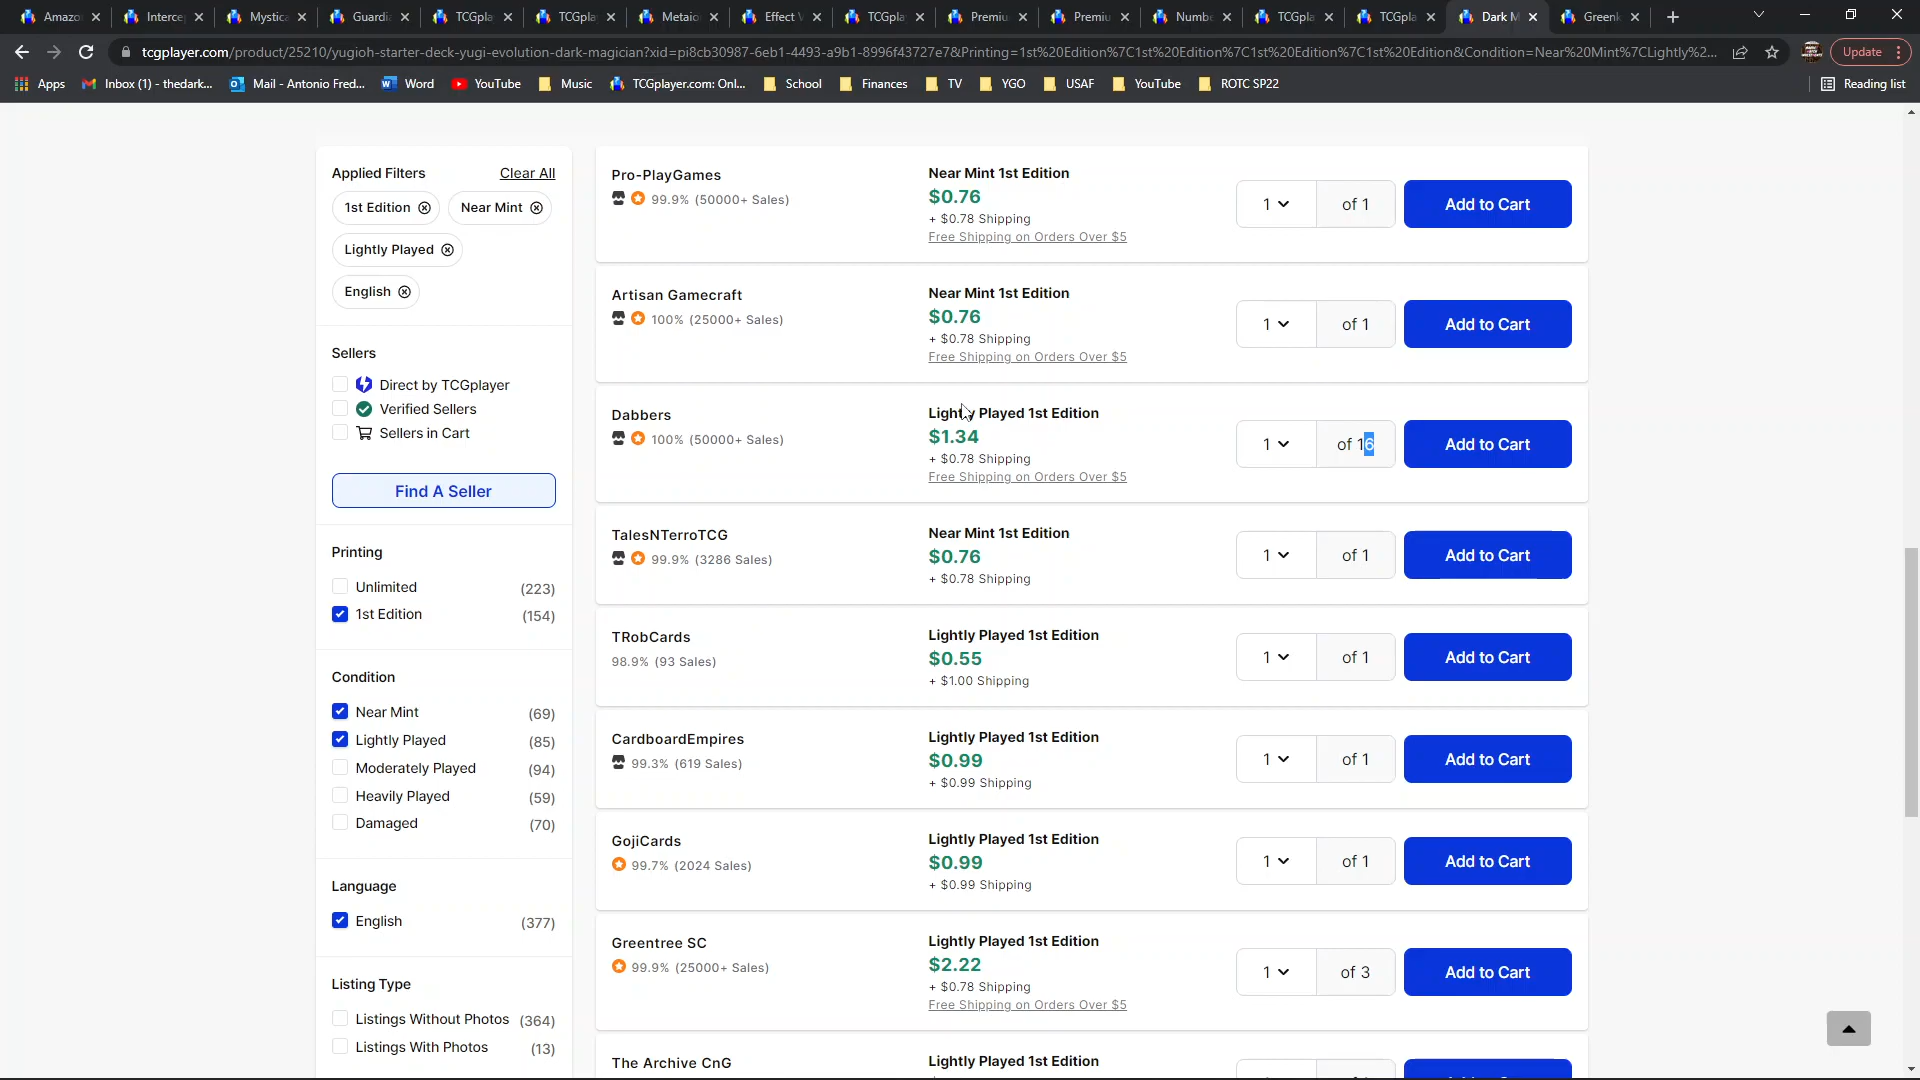 Amazo
Interce
Mystica
Guardia
TCGpla
TCGpla
Metaio
Effect V
TCGpla
Premiu
Premiu
Numbe
TCGpla
TCGpla
Dark M
Greenk
tcgplayer.com/product/25210/yugioh-starter-deck-yugi-evolution-dark-magician?xid=pi8cb30987-6eb1-4493-a9b1-8996f43727e7&Printing=1st%20Edition%7C1st%20Edition%7C1st%20Edition%7C1st%20Edition&Condition=Near%20Mint%7CLightly%2...
Update
Apps
Inbox (1) - thedark...
Mail - Antonio Fred...
Word
YouTube
Music
TCGplayer.com: Onl...
School
Finances
TV
YGO
USAF
YouTube
ROTC SP22
Reading list
Applied Filters
Clear All
1st Edition
Near Mint
Lightly Played
English
Sellers
Direct by TCGplayer
Verified Sellers
Sellers in Cart
Find A Seller
Printing
Unlimited (223)
1st Edition (154)
Condition
Near Mint (69)
Lightly Played (85)
Moderately Played (94)
Heavily Played (59)
Damaged (70)
Language
English (377)
Listing Type
Listings Without Photos (364)
Listings With Photos (13)
Pro-PlayGames
99.9% (50000+ Sales)
Near Mint 1st Edition
$0.76
+ $0.78 Shipping
Free Shipping on Orders Over $5
1 of 1 Add to Cart
Artisan Gamecraft
100% (25000+ Sales)
Near Mint 1st Edition
$0.76
+ $0.78 Shipping
Free Shipping on Orders Over $5
1 of 1 Add to Cart
Dabbers
100% (50000+ Sales)
Lightly Played 1st Edition
$1.34
+ $0.78 Shipping
Free Shipping on Orders Over $5
1 of 16 Add to Cart
TalesNTerroTCG
99.9% (3286 Sales)
Near Mint 1st Edition
$0.76
+ $0.78 Shipping
1 of 1 Add to Cart
TRobCards
98.9% (93 Sales)
Lightly Played 1st Edition
$0.55
+ $1.00 Shipping
1 of 1 Add to Cart
CardboardEmpires
99.3% (619 Sales)
Lightly Played 1st Edition
$0.99
+ $0.99 Shipping
1 of 1 Add to Cart
GojiCards
99.7% (2024 Sales)
Lightly Played 1st Edition
$0.99
+ $0.99 Shipping
1 of 1 Add to Cart
Greentree SC
99.9% (25000+ Sales)
Lightly Played 1st Edition
$2.22
+ $0.78 Shipping
Free Shipping on Orders Over $5
1 of 3 Add to Cart
The Archive CnG
Lightly Played 1st Edition